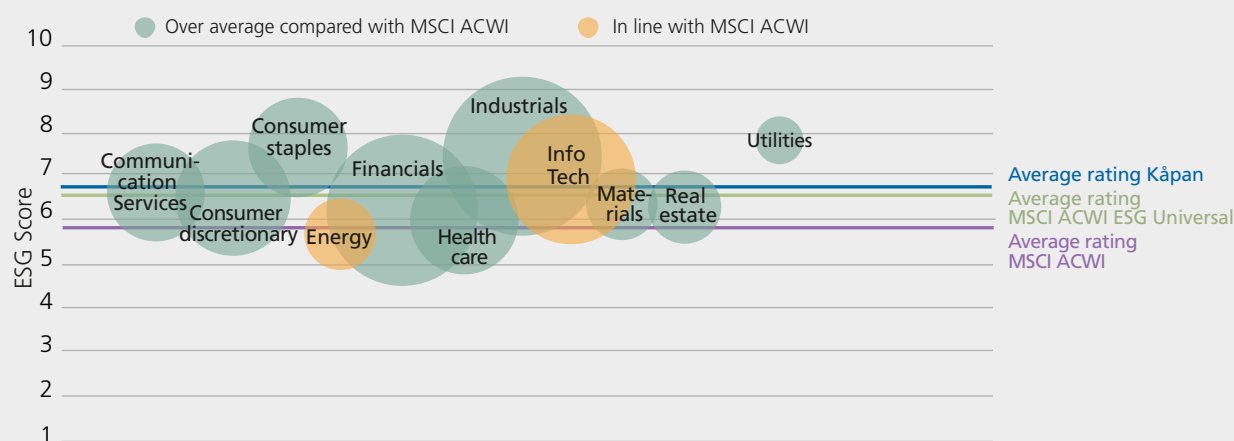 Over average compared with MSCI ACWI
In line with MSCI ACWI
ESG Score
10
9
8
7
6
5
4
3
2
1
Communi-
cation
Services
Consumer
discretionary
Consumer
staples
Energy
Financials
Health
care
Industrials
Info
Tech
Mate-
rials
Real
estate
Utilities
Average rating Kåpan
Average rating
MSCI ACWI ESG Universal
Average rating
MSCI ACWI